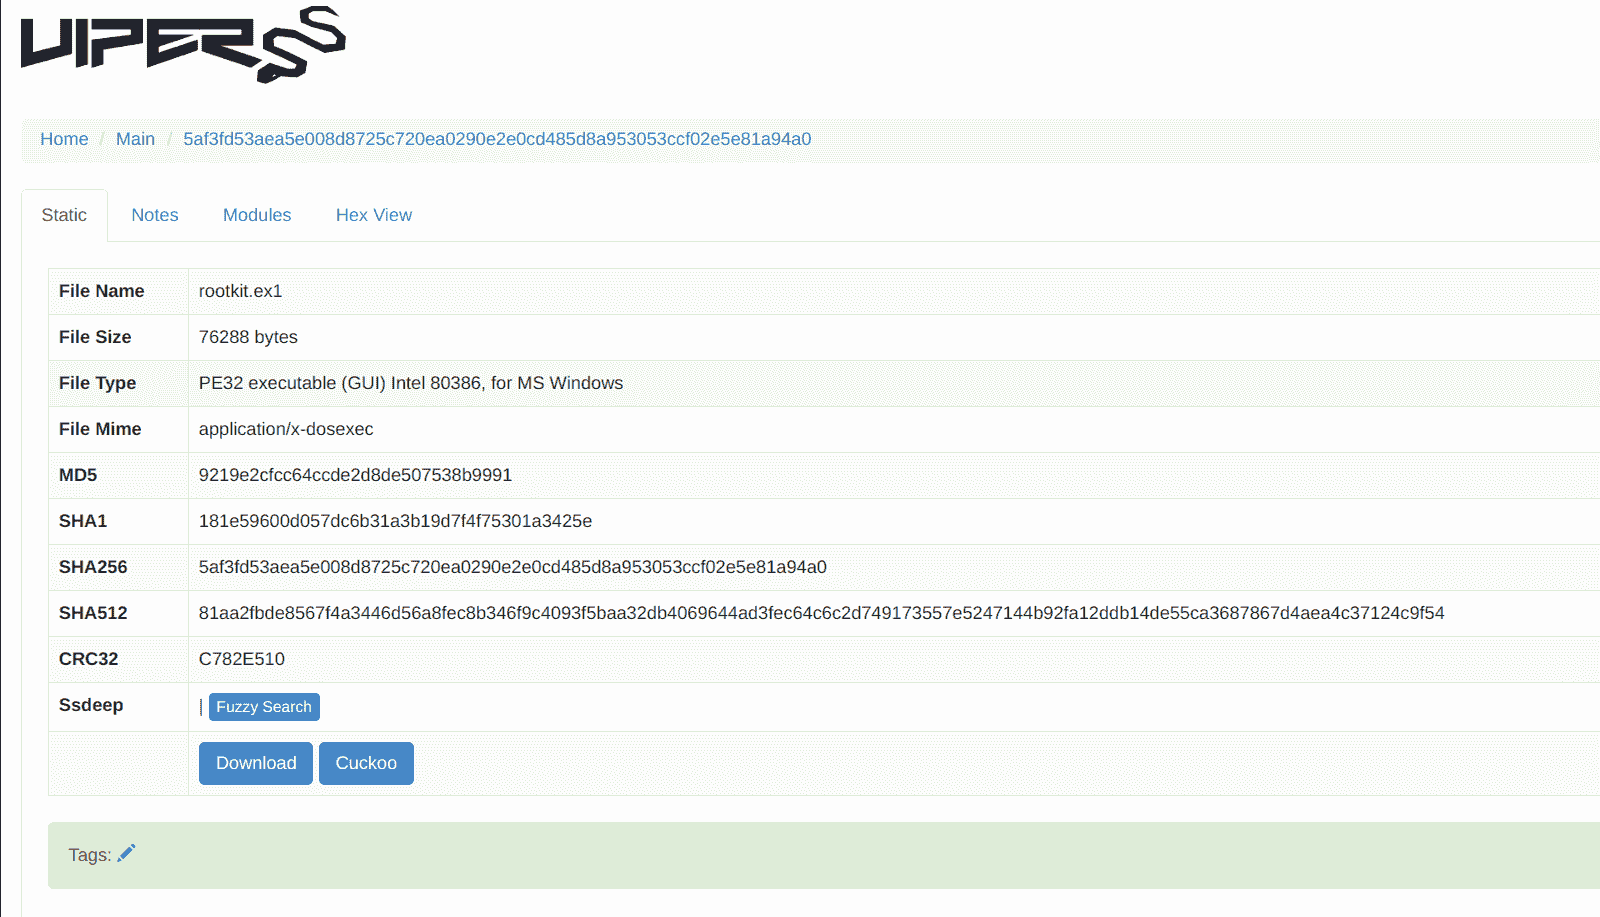 VIPER
Home / Main / 5af3fd53aea5e008d8725c720ea0290e2e0cd485d8a953053ccf02e5e81a94a0
Static Notes Modules Hex View
File Name rootkit.ex1
File Size 76288 bytes
File Type PE32 executable (GUI) Intel 80386, for MS Windows
File Mime application/x-dosexec
MD5 9219e2cfcc64ccde2d8de507538b9991
SHA1 181e59600d057dc6b31a3b19d7f4f75301a3425e
SHA256 5af3fd53aea5e008d8725c720ea0290e2e0cd485d8a953053ccf02e5e81a94a0
SHA512 81aa2fbde8567f4a3446d56a8fec8b346f9c4093f5baa32db4069644ad3fec64c6c2d749173557e5247144b92fa12ddb14de55ca3687867d4aea4c37124c9f54
CRC32 C782E510
Ssdeep | Fuzzy Search
Download Cuckoo
Tags: